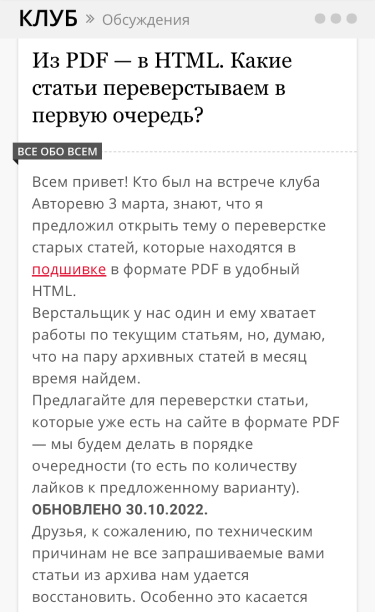 КЛУБ » Обсуждения
Из PDF — в HTML. Какие
статьи переверстываем в
первую очередь?
ВСЕ ОБО ВСЕМ
Всем привет! Кто был на встрече клуба
Авторевю 3 марта, знают, что я
предложил открыть тему о переверстке
старых статей, которые находятся в
подшивке в формате PDF в удобный
HTML.
Верстальщик у нас один и ему хватает
работы по текущим статьям, но, думаю,
что на пару архивных статей в месяц
время найдем.
Предлагайте для переверстки статьи,
которые уже есть на сайте в формате PDF
— мы будем делать в порядке
очередности (то есть по количеству
лайков к предложенному варианту).
ОБНОВЛЕНО 30.10.2022.
Друзья, к сожалению, по техническим
причинам не все запрашиваемые вами
статьи из архива нам удается
восстановить. Особенно это касается